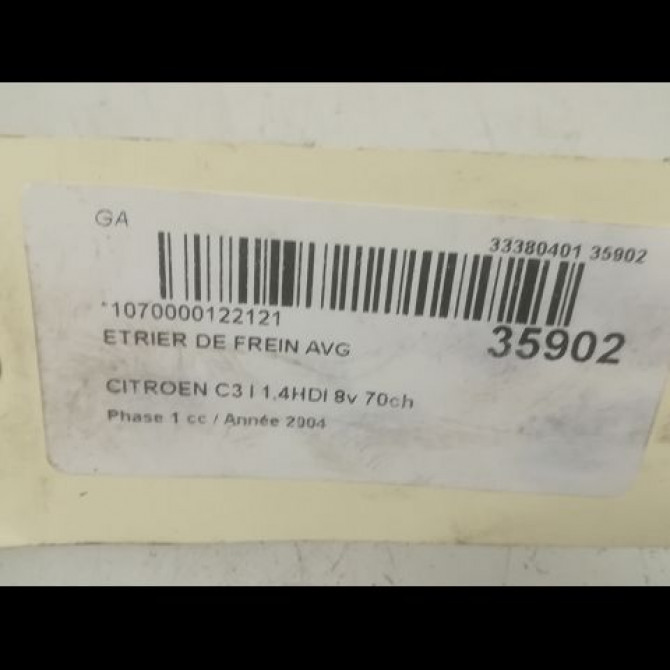 GA
33380401 35902
*1070000122121
35902
ETRIER DE FREIN AVG
CITROEN C3 I 1.4HDI 8v 70ch
Phase 1 cc / Année 2004